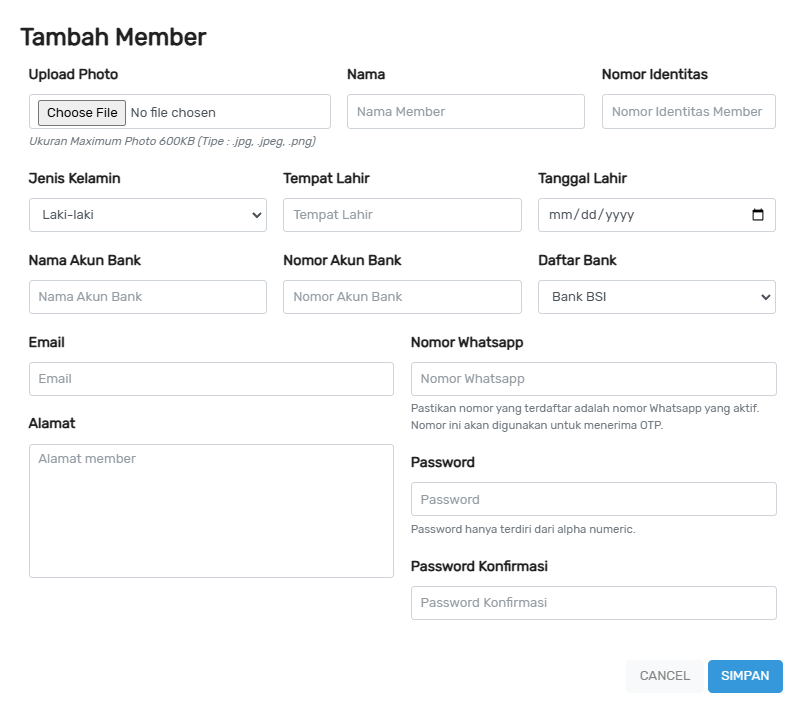 Tambah Member
Upload Photo
Nama
Nomor Identitas
Choose File No file chosen
Nama Member
Nomor Identitas Member
Ukuran Maximum Photo 600KB (Tipe : .jpg, .jpeg, .png)
Jenis Kelamin
Tempat Lahir
Tanggal Lahir
Laki-laki
Tempat Lahir
mm/dd/yyyy
Nama Akun Bank
Nomor Akun Bank
Daftar Bank
Nama Akun Bank
Nomor Akun Bank
Bank BSI
Email
Nomor Whatsapp
Email
Nomor Whatsapp
Pastikan nomor yang terdaftar adalah nomor Whatsapp yang aktif.
Nomor ini akan digunakan untuk menerima OTP.
Alamat
Alamat member
Password
Password
Password hanya terdiri dari alpha numeric.
Password Konfirmasi
Password Konfirmasi
CANCEL
SIMPAN